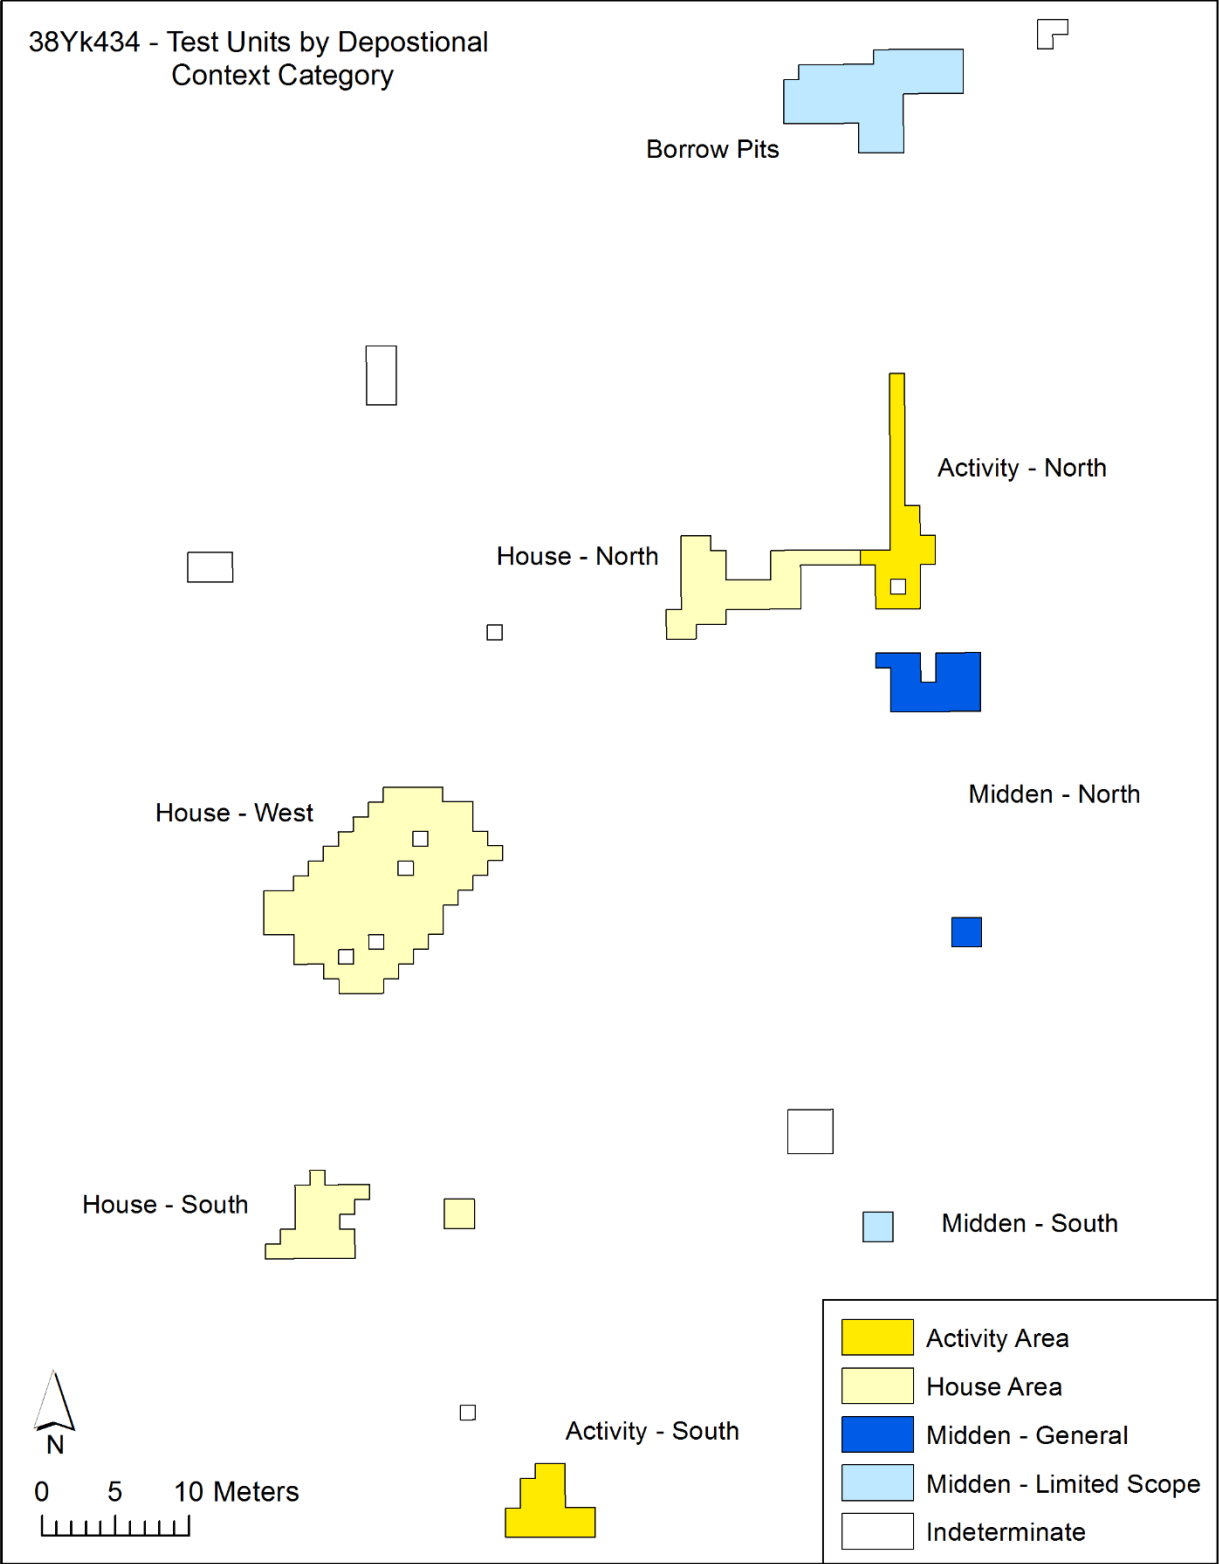 38Yk434 - Test Units by Depostional
Context Category
Borrow Pits
Activity - North
House - North
Midden - North
House - West
House - South
Midden - South
Activity - South
N
0 5 10 Meters
Activity Area
House Area
Midden - General
Midden - Limited Scope
Indeterminate